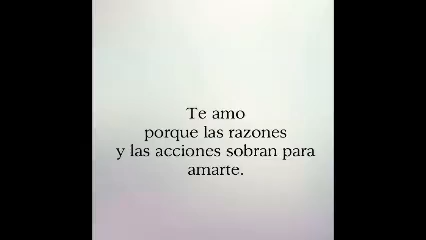 Te amo
porque las razones
y las acciones sobran para
amarte.